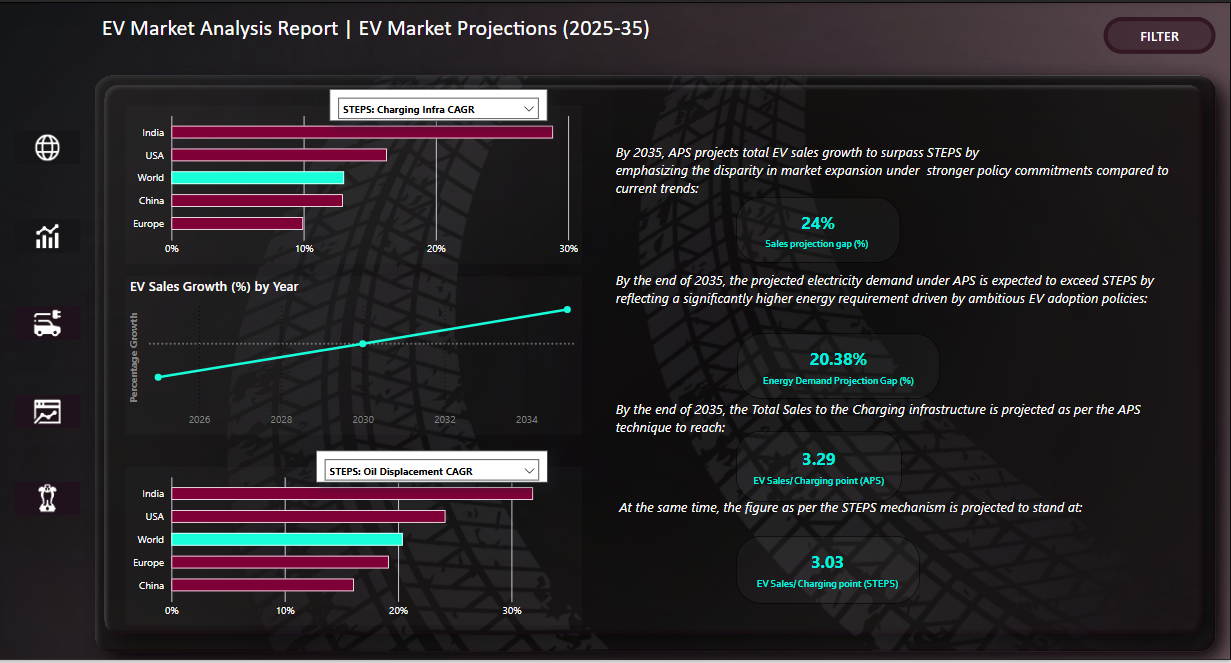 EV Market Analysis Report | EV Market Projections (2025-35)
FILTER
STEPS: Charging Infra CAGR
India
USA
World
China
Europe
0% 10% 20% 30%
EV Sales Growth (%) by Year
Percentage Growth
2026 2028 2030 2032 2034
STEPS: Oil Displacement CAGR
India
USA
World
Europe
China
0% 10% 20% 30%
By 2035, APS projects total EV sales growth to surpass STEPS by
emphasizing the disparity in market expansion under stronger policy commitments compared to
current trends:
24%
Sales projection gap (%)
By the end of 2035, the projected electricity demand under APS is expected to exceed STEPS by
reflecting a significantly higher energy requirement driven by ambitious EV adoption policies:
20.38%
Energy Demand Projection Gap (%)
By the end of 2035, the Total Sales to the Charging infrastructure is projected as per the APS
technique to reach:
3.29
EV Sales/Charging point (APS)
At the same time, the figure as per the STEPS mechanism is projected to stand at:
3.03
EV Sales/Charging point (STEPS)